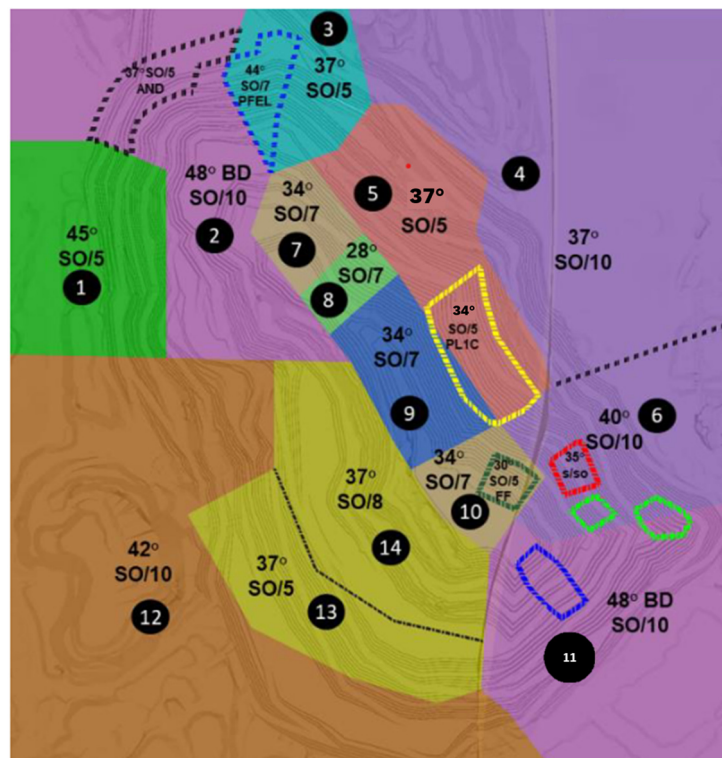 3
37°
SO/5
37°SO/5
AND
44°
SO/7
PFEL
48° BD
SO/10
2
34°
SO/7
7
5
37°
SO/5
4
37°
SO/10
45°
SO/5
1
28°
SO/7
8
34°
SO/7
9
34°
SO/5
PL1C
40°
SO/10
6
35°
s/so
34°
SO/7
10
30°
SO/5
FF
37°
SO/8
14
42°
SO/10
12
37°
SO/5
13
48° BD
SO/10
11